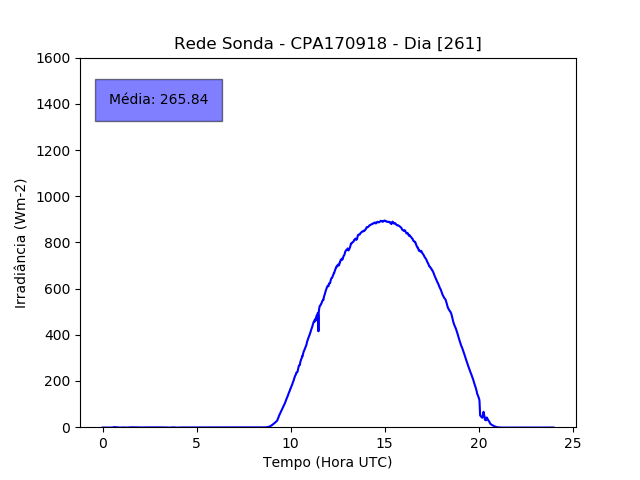 Rede Sonda - CPA170918 - Dia [261]
1600
1400
1200
1000
800
600
400
200
0
Média: 265.84
Irradiância (Wm-2)
0 5 10 15 20 25
Tempo (Hora UTC)